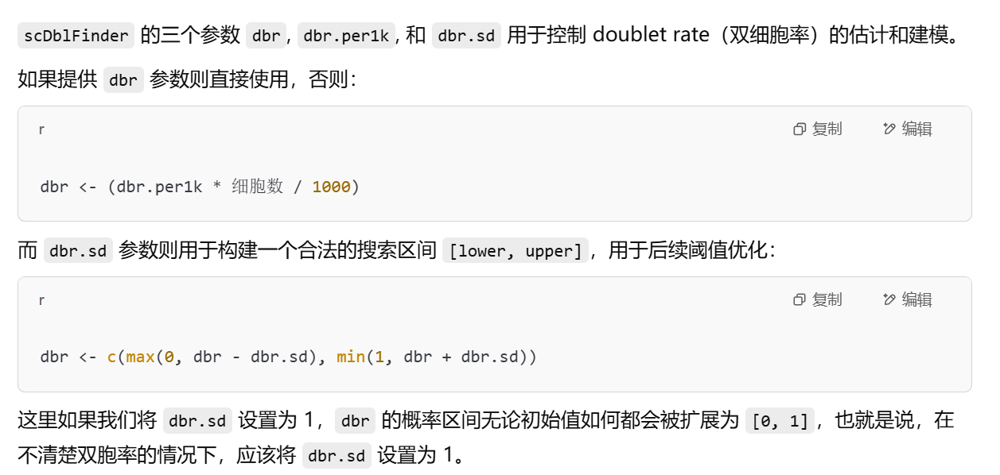 scDblFinder 的三个参数 dbr, dbr.per1k, 和 dbr.sd 用于控制 doublet rate（双细胞率）的估计和建模。
如果提供 dbr 参数则直接使用，否则：
r 复制 编辑
dbr <- (dbr.per1k * 细胞数 / 1000)
而 dbr.sd 参数则用于构建一个合法的搜索区间 [lower, upper]，用于后续阈值优化：
r 复制 编辑
dbr <- c(max(0, dbr - dbr.sd), min(1, dbr + dbr.sd))
这里如果我们将 dbr.sd 设置为 1，dbr 的概率区间无论初始值如何都会被扩展为 [0, 1]，也就是说，在
不清楚双胞率的情况下，应该将 dbr.sd 设置为 1。